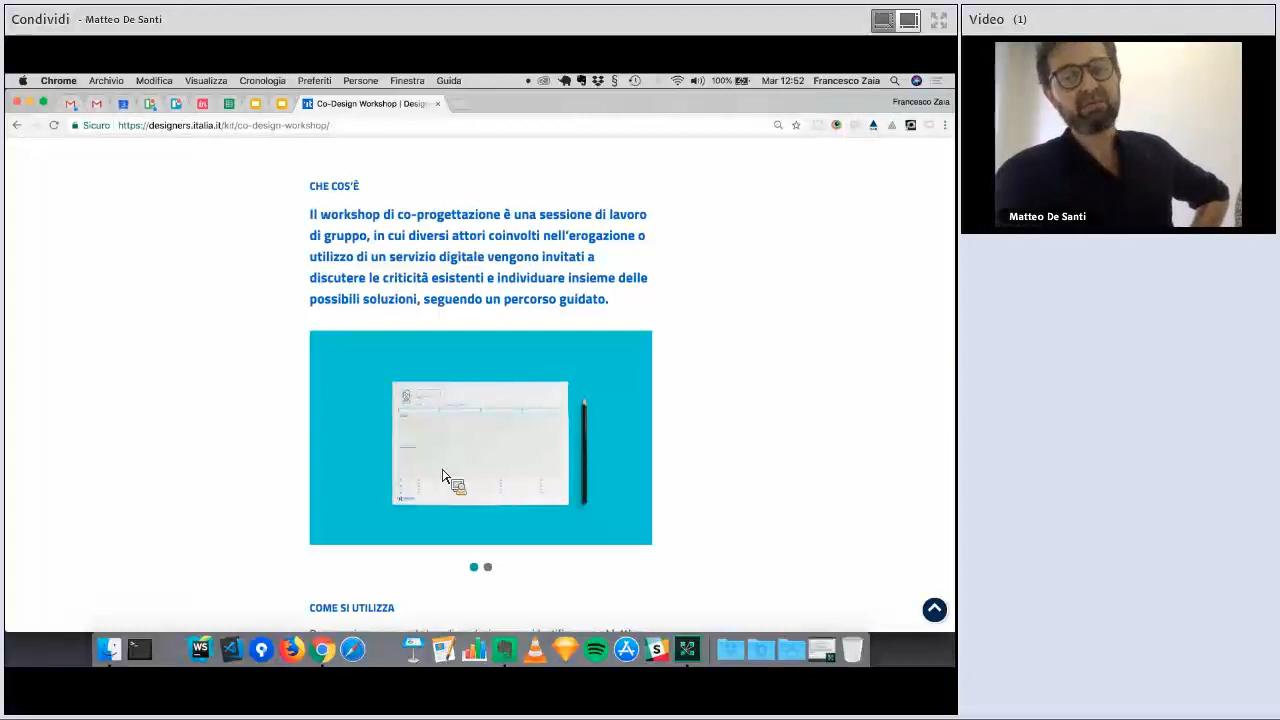 Condividi - Matteo De Santi
Video (1)
Chrome Archivio Modifica Visualizza Cronologia Preferiti Persone Finestra Guida 100% Mar 12:52 Francesco Zaia
Co-Design Workshop | Design × Francesco Zaia
Sicuro https://designers.italia.it/kit/co-design-workshop/
CHE COS'È
Il workshop di co-progettazione è una sessione di lavoro
di gruppo, in cui diversi attori coinvolti nell'erogazione o
utilizzo di un servizio digitale vengono invitati a
discutere le criticità esistenti e individuare insieme delle
possibili soluzioni, seguendo un percorso guidato.
COME SI UTILIZZA
WS
S
Matteo De Santi